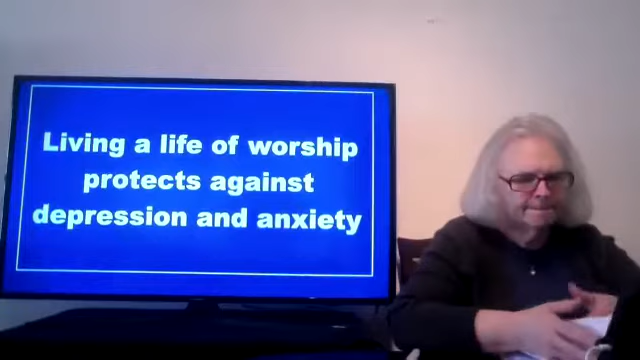 Living a life of worship
protects against
depression and anxiety